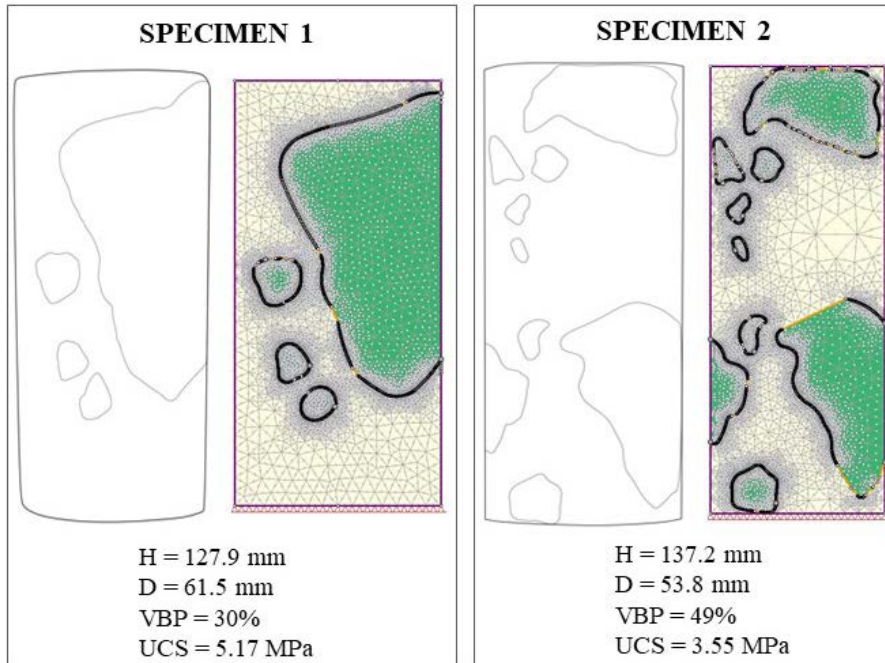 SPECIMEN 1
H = 127.9 mm
D = 61.5 mm
VBP = 30%
UCS = 5.17 MPa
SPECIMEN 2
H = 137.2 mm
D = 53.8 mm
VBP = 49%
UCS = 3.55 MPa